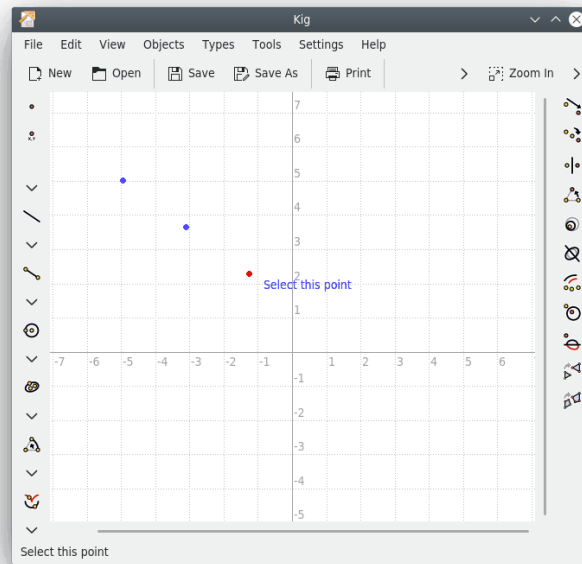 Kig
File Edit View Objects Types Tools Settings Help
New Open Save Save As Print Zoom In
7
6
5
4
3
2
Select this point
1
-7 -6 -5 -4 -3 -2 -1 1 2 3 4 5 6
-1
-2
-3
-4
-5
Select this point